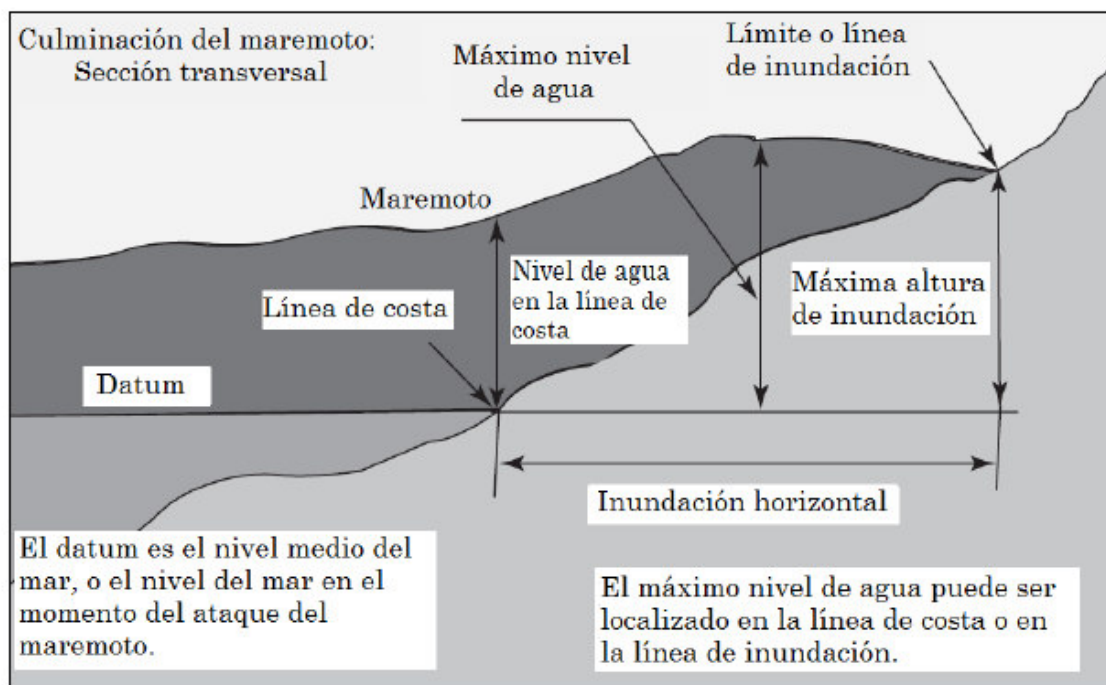 Culminación del maremoto:
Sección transversal
Máximo nivel
de agua
Límite o línea
de inundación
Maremoto
Línea de costa
Nivel de agua
en la línea de
costa
Máxima altura
de inundación
Datum
Inundación horizontal
El datum es el nivel medio del
mar, o el nivel del mar en el
momento del ataque del
maremoto.
El máximo nivel de agua puede ser
localizado en la línea de costa o en
la línea de inundación.